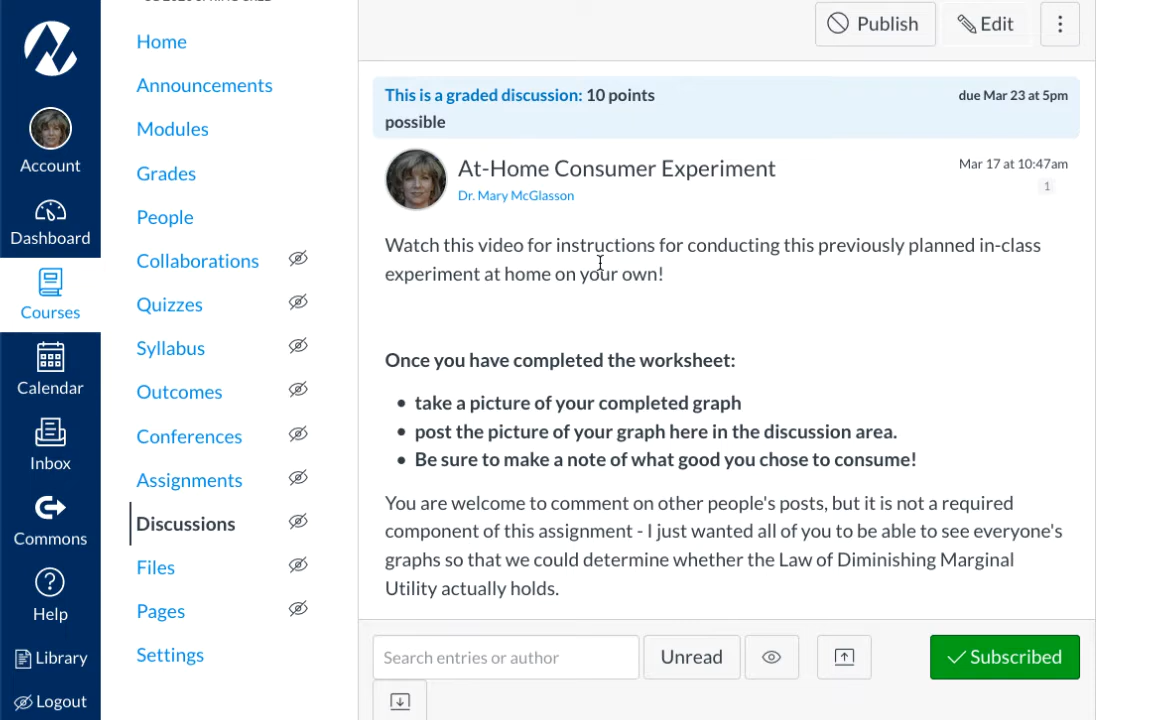 Account
Dashboard
Courses
Calendar
Inbox
Commons
Help
Library
Logout
Home
Announcements
Modules
Grades
People
Collaborations
Quizzes
Syllabus
Outcomes
Conferences
Assignments
Discussions
Files
Pages
Settings
Publish
Edit
This is a graded discussion: 10 points
possible
due Mar 23 at 5pm
At-Home Consumer Experiment
Mar 17 at 10:47am
Dr. Mary McGlasson
1
Watch this video for instructions for conducting this previously planned in-class
experiment at home on your own!
Once you have completed the worksheet:
• take a picture of your completed graph
• post the picture of your graph here in the discussion area.
• Be sure to make a note of what good you chose to consume!
You are welcome to comment on other people's posts, but it is not a required
component of this assignment - I just wanted all of you to be able to see everyone's
graphs so that we could determine whether the Law of Diminishing Marginal
Utility actually holds.
Search entries or author
Unread
Subscribed